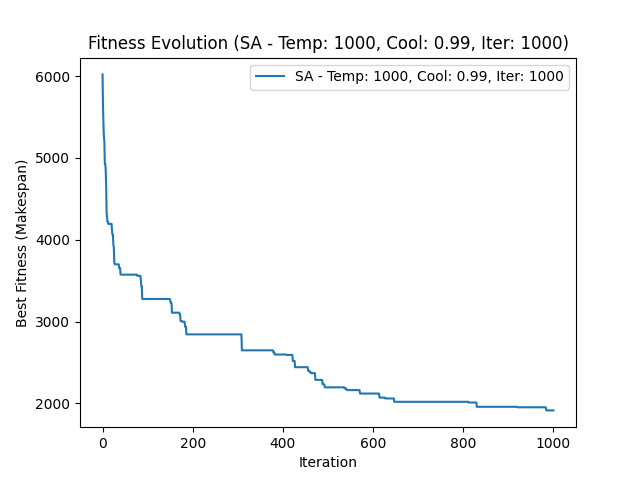 Fitness Evolution (SA - Temp: 1000, Cool: 0.99, Iter: 1000)
SA - Temp: 1000, Cool: 0.99, Iter: 1000
Best Fitness (Makespan)
6000
5000
4000
3000
2000
0 200 400 600 800 1000
Iteration